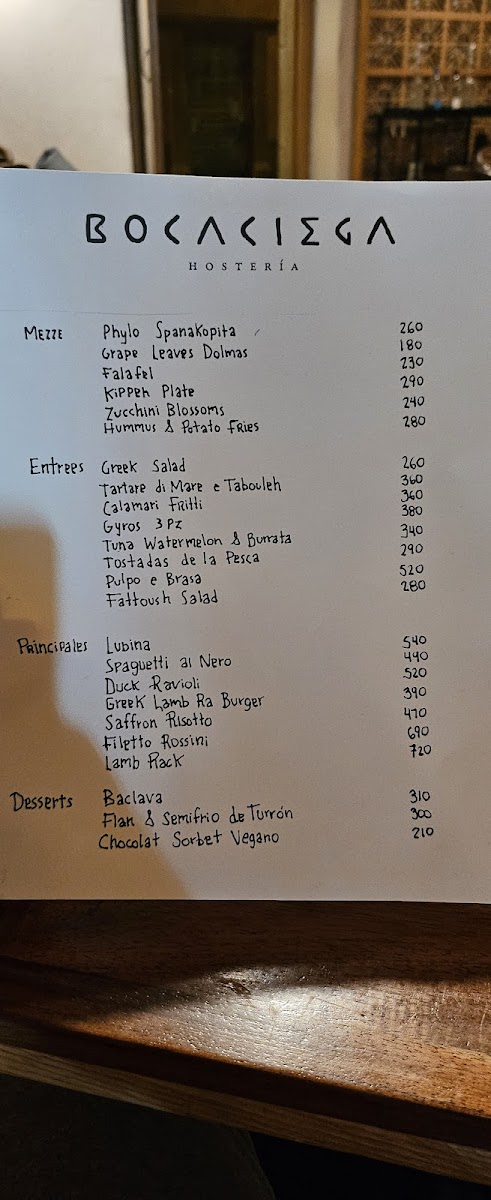 BOCACIEGA
HOSTERÍA
Mezze Phylo Spanakopita 260
Grape Leaves Dolmas 180
Falafel 230
Kippeh Plate 290
Zucchini Blossoms 240
Hummus & Potato Fries 280
Entrees Greek Salad 260
Tartare di Mare e Tabouleh 360
Calamari Fritti 360
Gyros 3 Pz 380
Tuna Watermelon & Burrata 340
Tostadas de la Pesca 290
Pulpo e Brasa 520
Fattoush Salad 280
Principales Lubina 540
Spaguetti al Nero 490
Duck Ravioli 520
Greek Lamb Ra Burger 390
Saffron Risotto 470
Filetto Rossini 690
Lamb Rack 720
Desserts Baclava 310
Flan & Semifrio de Turrón 300
Chocolat Sorbet Vegano 210